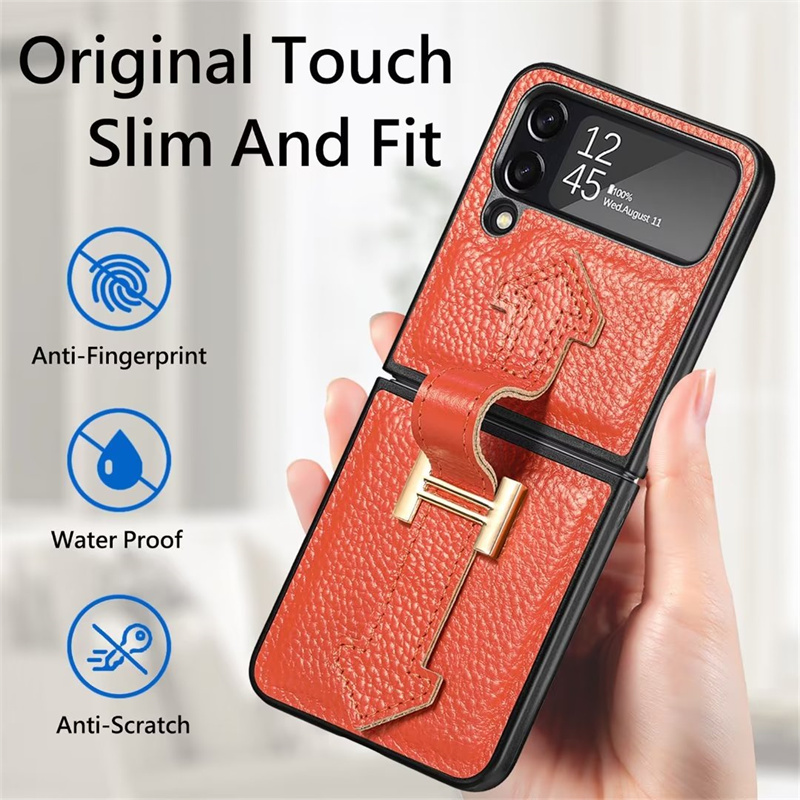 Original Touch
Slim And Fit
12
45
100%
Wed,August 11
Anti-Fingerprint
Water Proof
Anti-Scratch